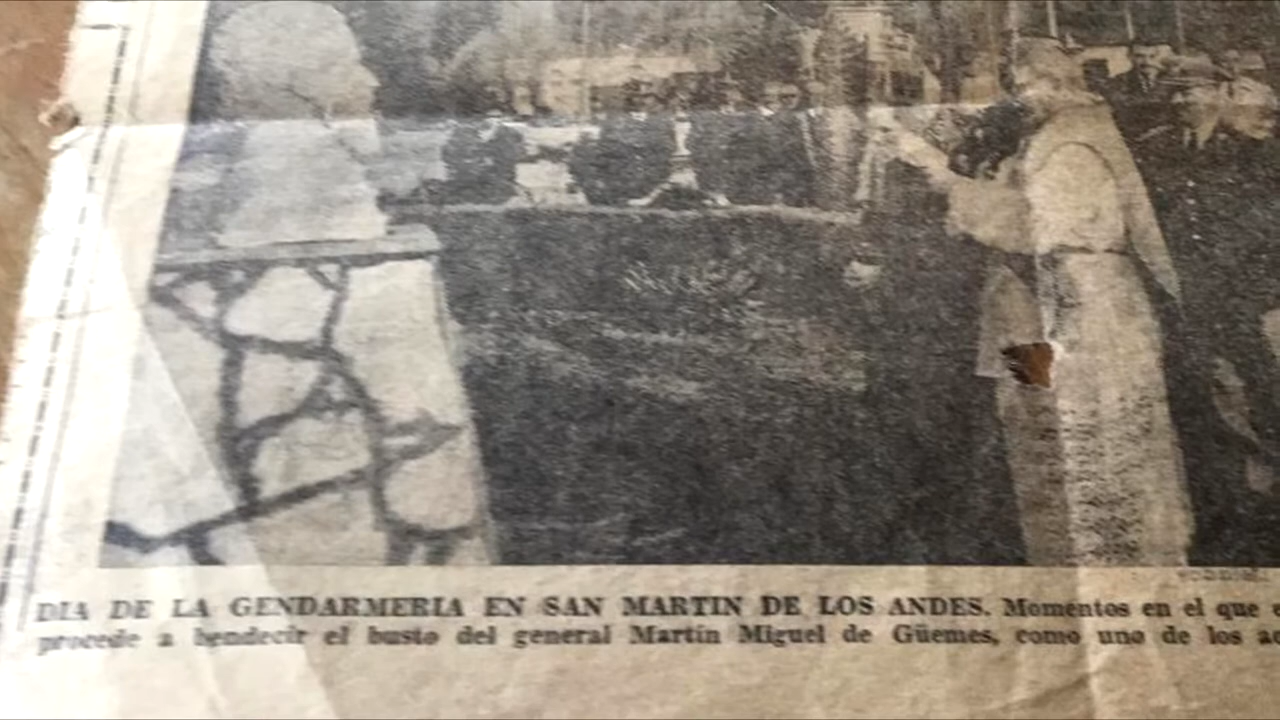 DIA DE LA GENDARMERIA EN SAN MARTIN DE LOS ANDES. Momentos en el que
procede a bendecir el busto del general Martín Miguel de Güemes, como uno de los